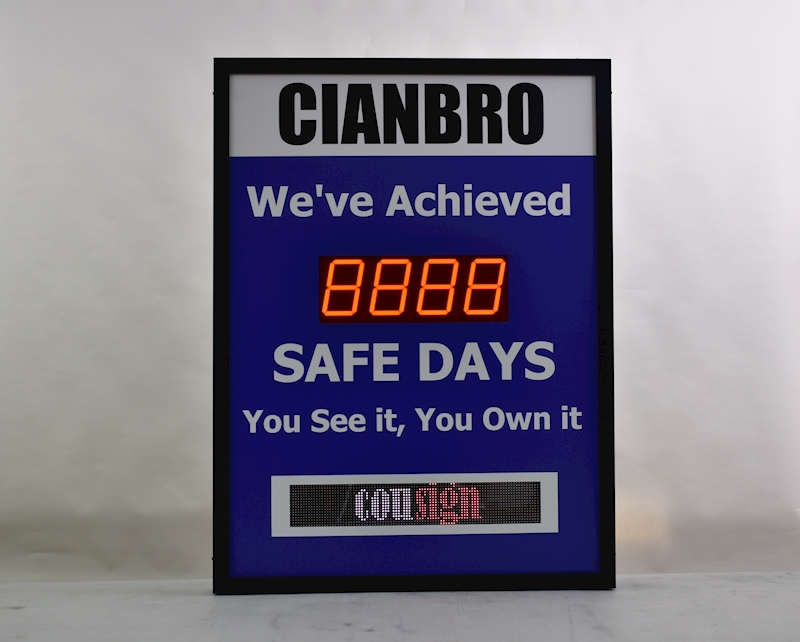 CIANBRO
We've Achieved
8888
SAFE DAYS
You See it, You Own it
cousign